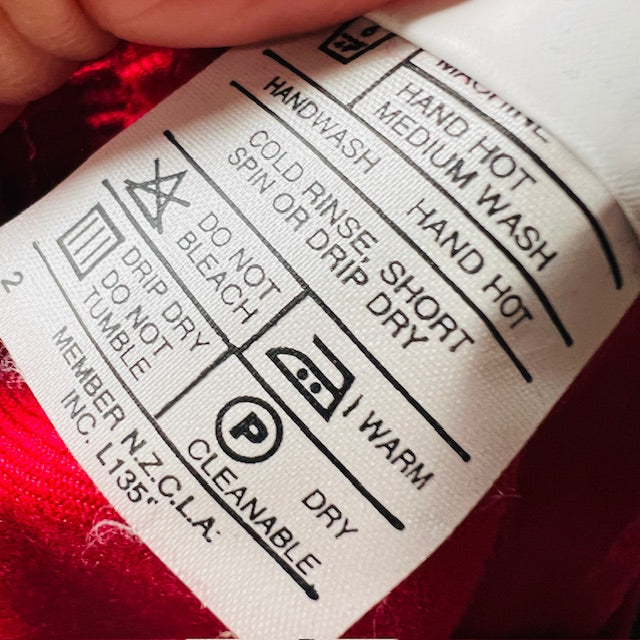 MACHINE
HAND HOT
MEDIUM WASH
HANDWASH HAND HOT
COLD RINSE, SHORT
SPIN OR DRIP DRY
DO NOT
BLEACH
I WARM
DRIP DRY
DO NOT
TUMBLE
P DRY
CLEANABLE
MEMBER N.Z.C.L.A.
INC. L135
2